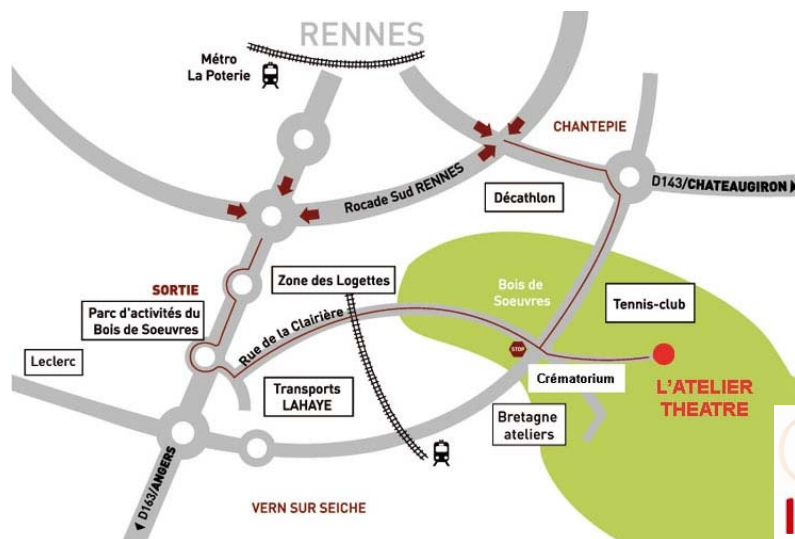 RENNES
Métro
La Poterie
CHANTEPIE
D143/CHATEAUGIRON
Rocade Sud RENNES
Décathlon
SORTIE
Zone des Logettes
Bois de
Soeuvres
Tennis-club
Parc d'activités du
Bois de Soeuvres
Rue de la Clairière
Leclerc
STOP
Crématorium
L'ATELIER
THEATRE
Transports
LAHAYE
Bretagne
ateliers
D163/ANGERS
VERN SUR SEICHE